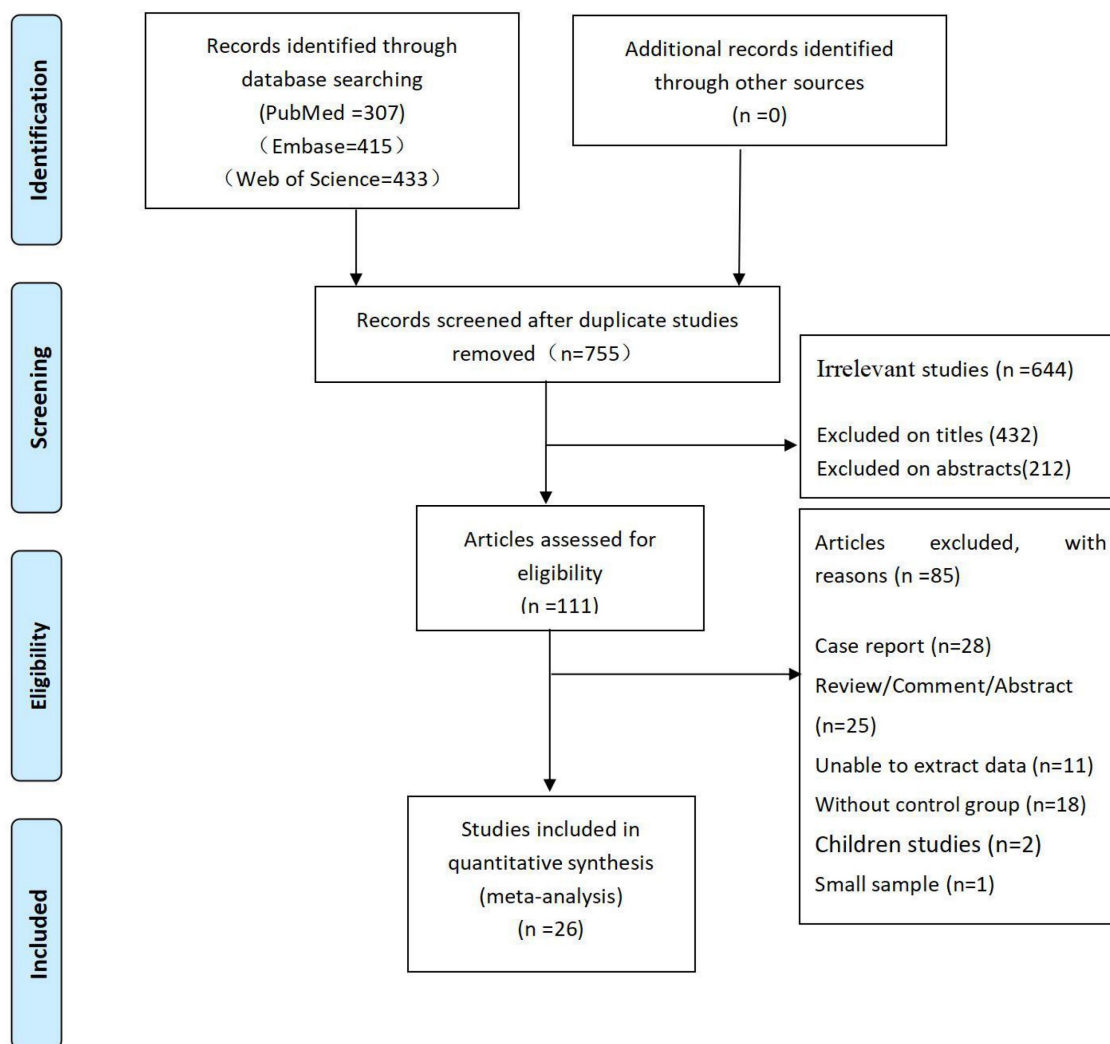 Identification
Records identified through
database searching
(PubMed =307)
（Embase=415）
（Web of Science=433）
Additional records identified
through other sources
(n =0)
Screening
Records screened after duplicate studies
removed（n=755）
Irrelevant studies (n =644)
Excluded on titles (432)
Excluded on abstracts(212)
Eligibility
Articles assessed for
eligibility
(n =111)
Articles excluded, with
reasons (n =85)
Case report (n=28)
Review/Comment/Abstract
(n=25)
Unable to extract data (n=11)
Without control group (n=18)
Children studies (n=2)
Small sample (n=1)
Included
Studies included in
quantitative synthesis
(meta-analysis)
(n =26)